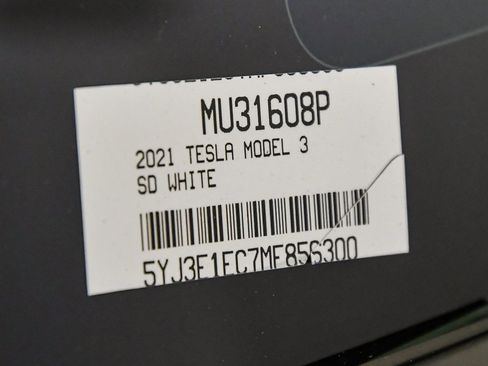 MU31608P
2021 TESLA MODEL 3
SD WHITE
5YJ3E1EC7MF856300